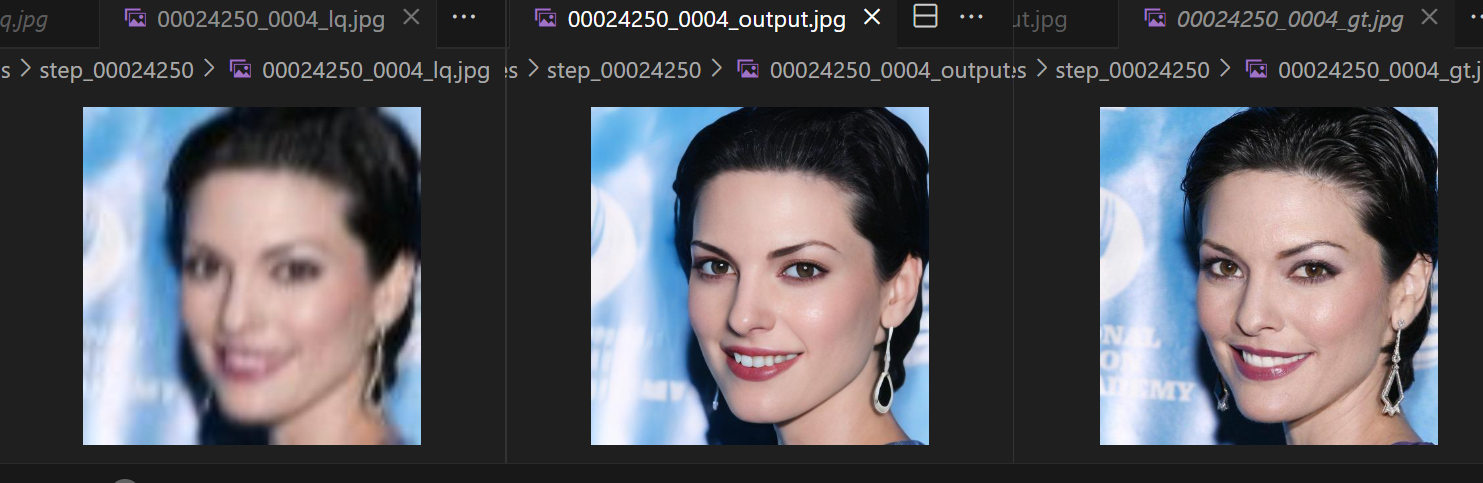 q.jpg 00024250_0004_lq.jpg 00024250_0004_output.jpg ut.jpg 00024250_0004_gt.jpg
s > step_00024250 > 00024250_0004_lq.jpg es > step_00024250 > 00024250_0004_output: s > step_00024250 > 00024250_0004_gt.j
NAL
ON
ADEMY